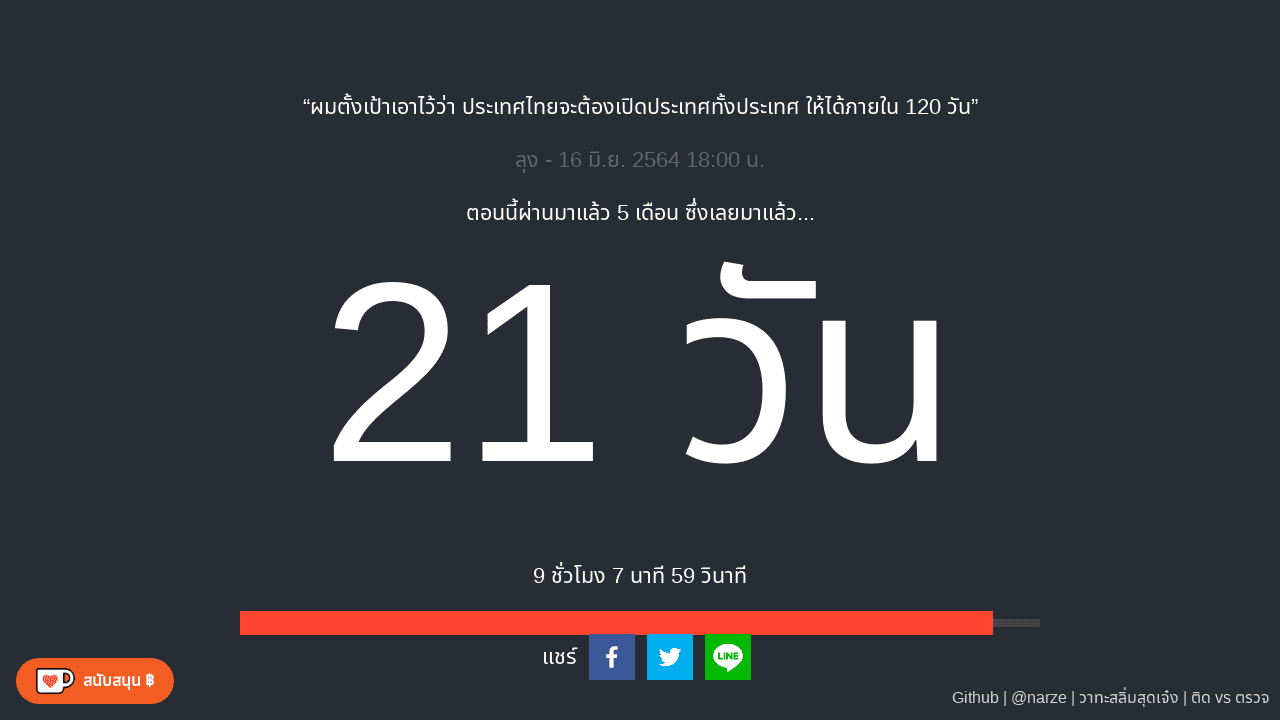 “ผมตั้งเป้าเอาไว้ว่า ประเทศไทยจะต้องเปิดประเทศทั้งประเทศ ให้ได้ภายใน 120 วัน”
ลุง - 16 มิ.ย. 2564 18:00 น.
ตอนนี้ผ่านมาแล้ว 5 เดือน ซึ่งเลยมาแล้ว...
21 วัน
9 ชั่วโมง 7 นาที 59 วินาที
แชร์
LINE
สนับสนุน ฿
Github | @narze | วาทะสลิ่มสุดเจ๋ง | ติด vs ตรวจ